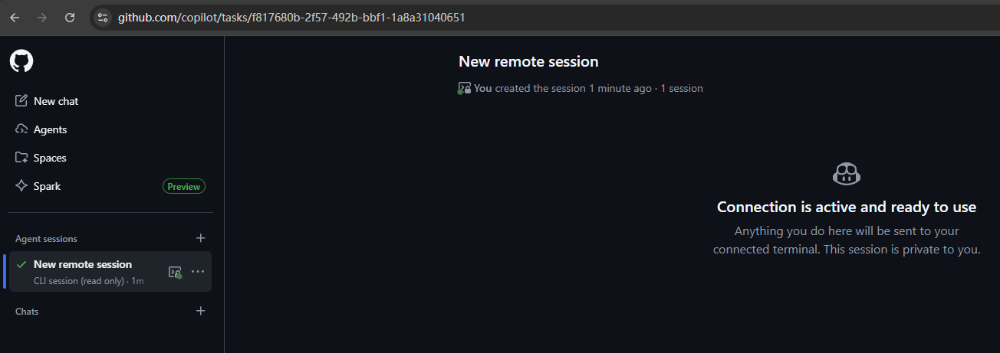 github.com/copilot/tasks/f817680b-2f57-492b-bbf1-1a8a31040651
New chat
Agents
Spaces
Spark
Preview
Agent sessions
New remote session
CLI session (read only) · 1m
Chats
New remote session
You created the session 1 minute ago · 1 session
Connection is active and ready to use
Anything you do here will be sent to your
connected terminal. This session is private to you.